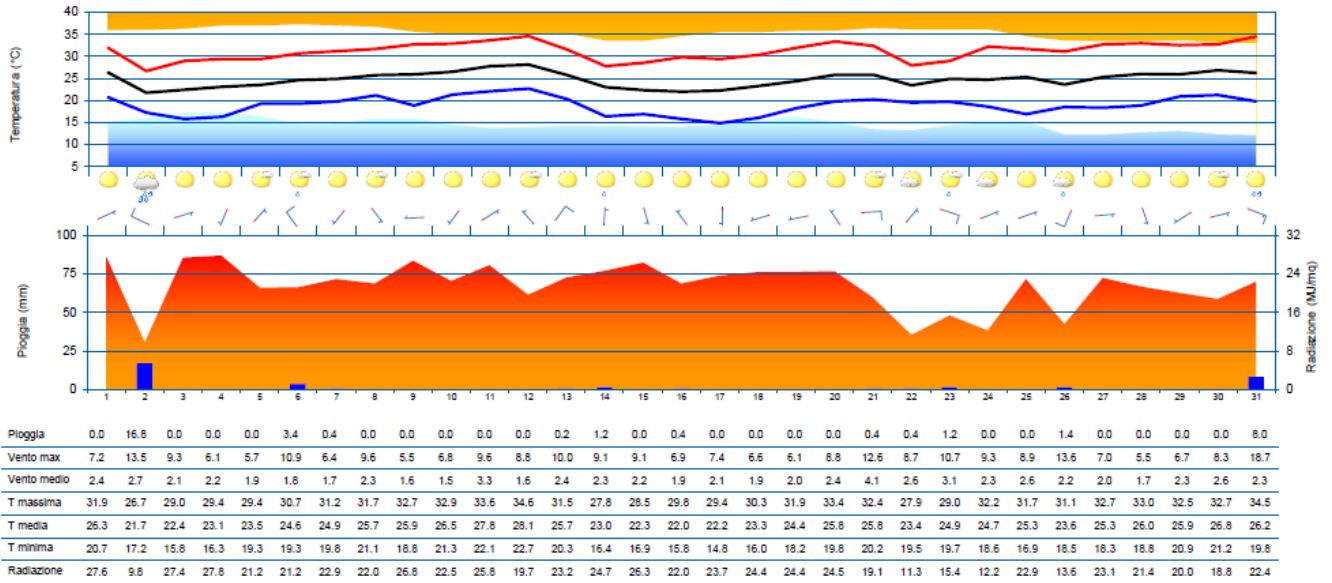 40
35
30
25
20
15
10
5
Temperatura (°C)
100
75
50
25
0
Pioggia (mm)
32
24
16
8
0
Radiazione (MJ/mq)
1 2 3 4 5 6 7 8 9 10 11 12 13 14 15 16 17 18 19 20 21 22 23 24 25 26 27 28 29 30 31
Pioggia 0.0 16.8 0.0 0.0 0.0 3.4 0.4 0.0 0.0 0.0 0.0 0.0 0.2 1.2 0.0 0.4 0.0 0.0 0.0 0.0 0.4 0.4 1.2 0.0 0.0 1.4 0.0 0.0 0.0 0.0 8.0
Vento max 7.2 13.5 9.3 6.1 5.7 10.9 6.4 9.6 5.5 6.8 9.6 8.8 10.0 9.1 9.1 6.9 7.4 6.6 6.1 8.8 12.6 8.7 10.7 9.3 8.9 13.6 7.0 5.5 6.7 8.3 18.7
Vento medio 2.4 2.7 2.1 2.2 1.9 1.8 1.7 2.3 1.6 1.5 3.3 1.6 2.4 2.3 2.2 1.9 2.1 1.9 2.0 2.4 4.1 2.6 3.1 2.3 2.6 2.2 2.0 1.7 2.3 2.6 2.3
T massima 31.9 26.7 29.0 29.4 29.4 30.7 31.2 31.7 32.7 32.9 33.6 34.6 31.5 27.8 28.5 29.8 29.4 30.3 31.9 33.4 32.4 27.9 29.0 32.2 31.7 31.1 32.7 33.0 32.5 32.7 34.5
T media 26.3 21.7 22.4 23.1 23.5 24.6 24.9 25.7 25.9 26.5 27.8 28.1 25.7 23.0 22.3 22.0 22.2 23.3 24.4 25.8 25.8 23.4 24.9 24.7 25.3 23.6 25.3 26.0 25.9 26.8 26.2
T minima 20.7 17.2 15.8 16.3 19.3 19.3 19.8 21.1 18.8 21.3 22.1 22.7 20.3 16.4 16.9 15.8 14.8 16.0 18.2 19.8 20.2 19.5 19.7 18.6 16.9 18.5 18.3 18.8 20.9 21.2 19.8
Radiazione 27.6 9.8 27.4 27.8 21.2 21.2 22.9 22.0 26.8 22.5 25.8 19.7 23.2 24.7 26.3 22.0 23.7 24.4 24.4 24.5 19.1 11.3 15.4 12.2 22.9 13.6 23.1 21.4 20.0 18.8 22.4